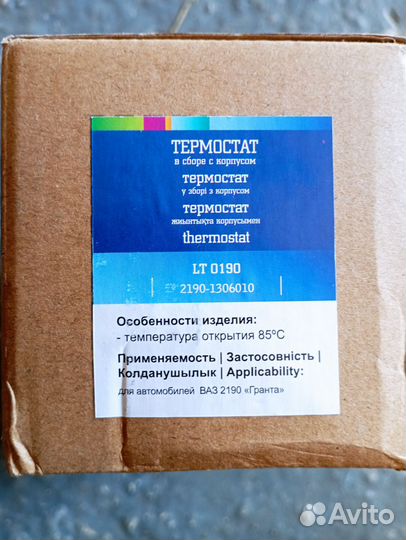 ТЕРМОСТАТ
в сборе с корпусом
термостат
у зборі з корпусом
термостат
жиынтықта корпусымен
thermostat
LT 0190
2190-1306010
Особенности изделия:
- температура открытия 85ºС
Применяемость | Застосовність |
Колданушылык | Applicability:
для автомобилей ВАЗ 2190 «Гранта»
Avito